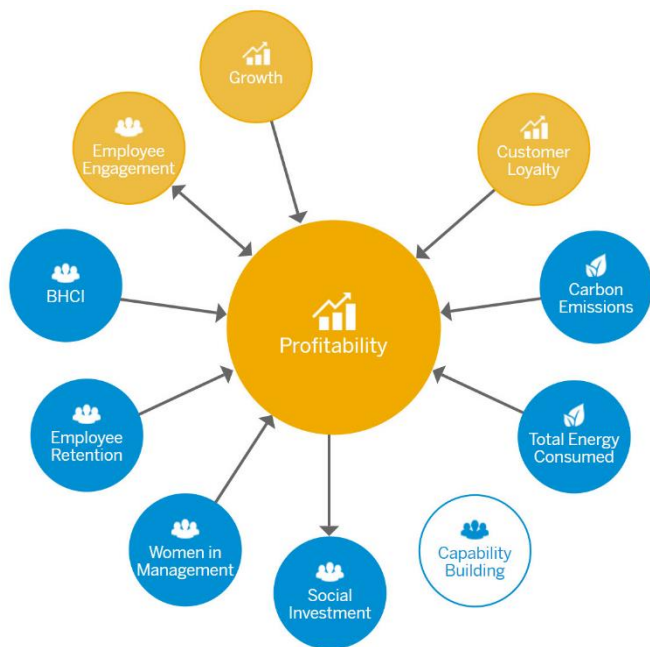 Growth
Employee
Engagement
Customer
Loyalty
BHCI
Carbon
Emissions
Profitability
Employee
Retention
Total Energy
Consumed
Women in
Management
Capability
Building
Social
Investment